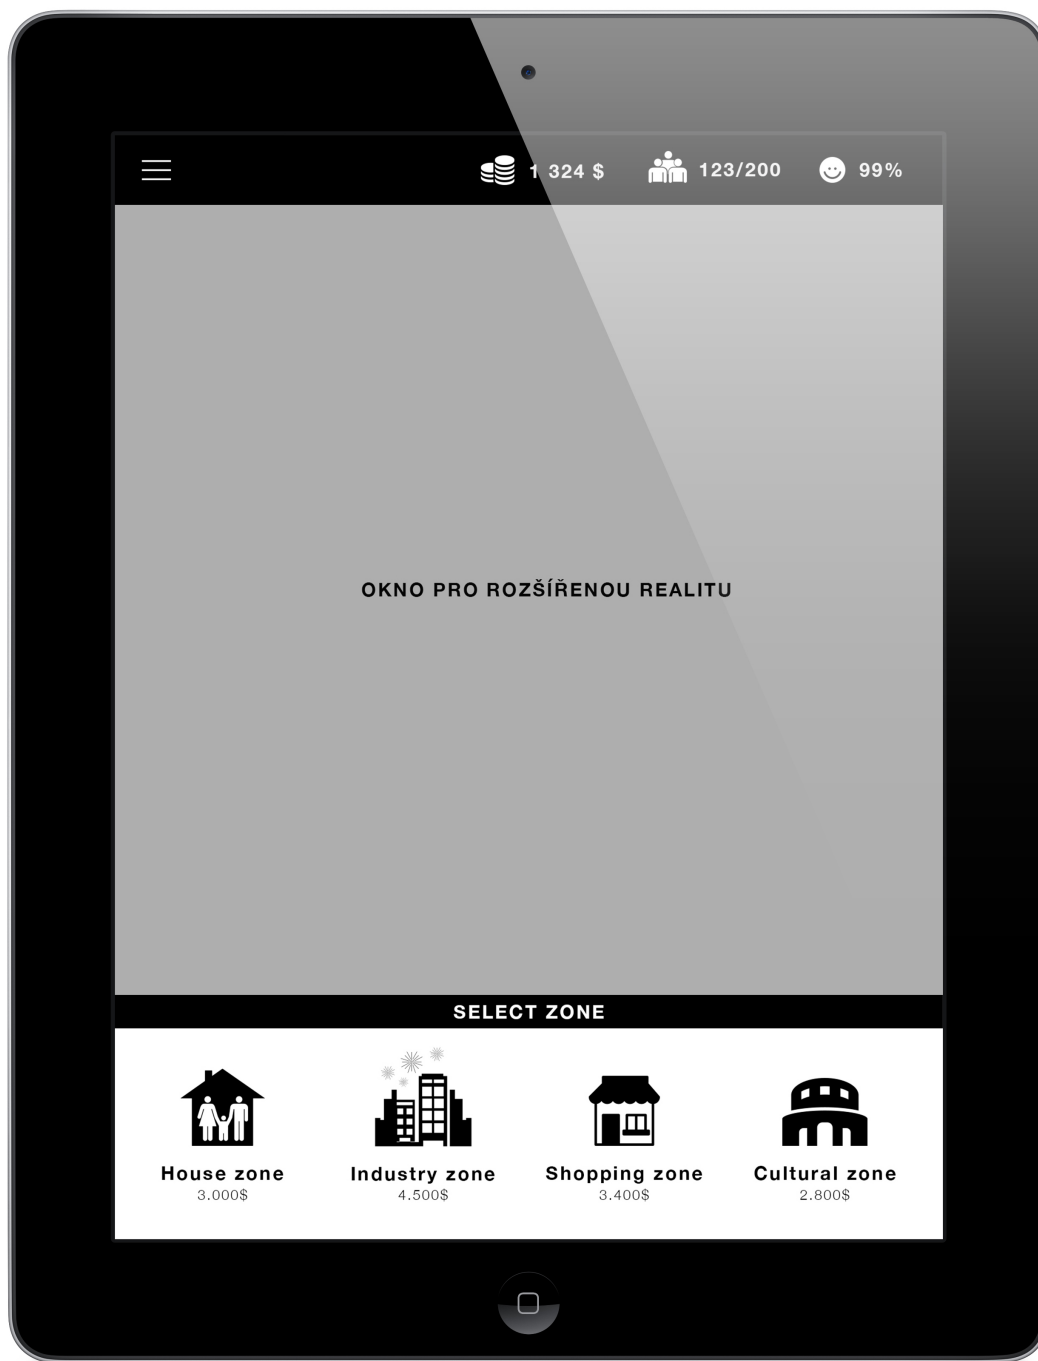 1 324 $ 123/200 99%
OKNO PRO ROZŠÍŘENOU REALITU
SELECT ZONE
House zone
3.000$
Industry zone
4.500$
Shopping zone
3.400$
Cultural zone
2.800$